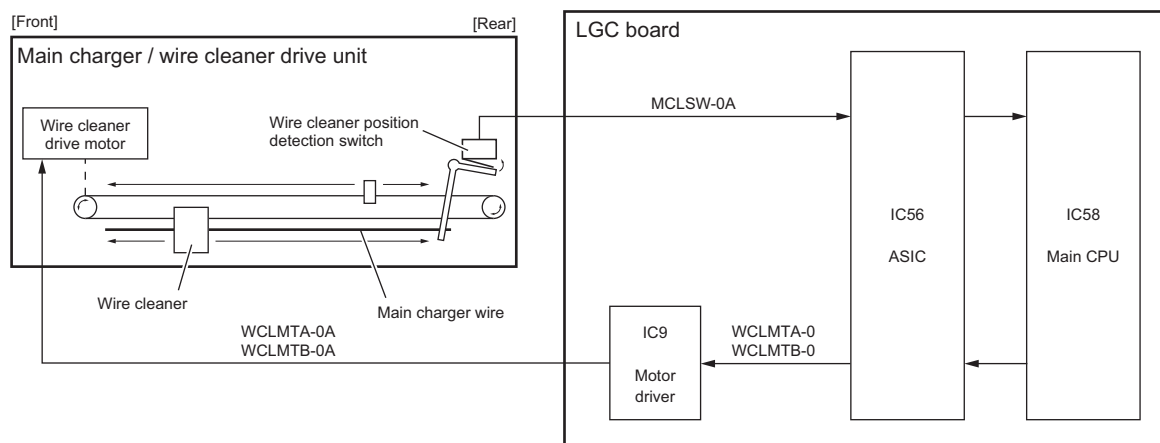 [Front]
[Rear]
Main charger / wire cleaner drive unit
Wire cleaner
drive motor
Wire cleaner position
detection switch
Wire cleaner
Main charger wire
WCLMTA-0A
WCLMTB-0A
LGC board
MCLSW-0A
IC56
ASIC
IC58
Main CPU
IC9
Motor
driver
WCLMTA-0
WCLMTB-0